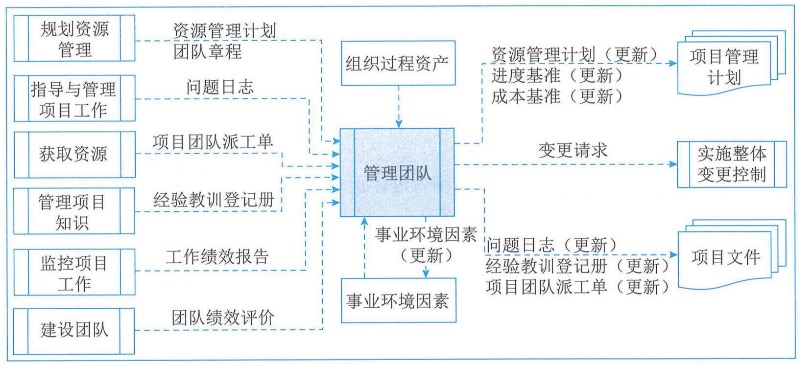 规划资源
管理
资源管理计划
团队章程
指导与管理
项目工作
问题日志
获取资源
项目团队派工单
管理项目
知识
经验教训登记册
监控项目
工作
工作绩效报告
建设团队
团队绩效评价
组织过程资产
管理团队
事业环境因素
（更新）
事业环境因素
资源管理计划（更新）
进度基准（更新）
成本基准（更新）
项目管理
计划
变更请求
实施整体
变更控制
问题日志（更新）
经验教训登记册（更新）
项目团队派工单（更新）
项目文件